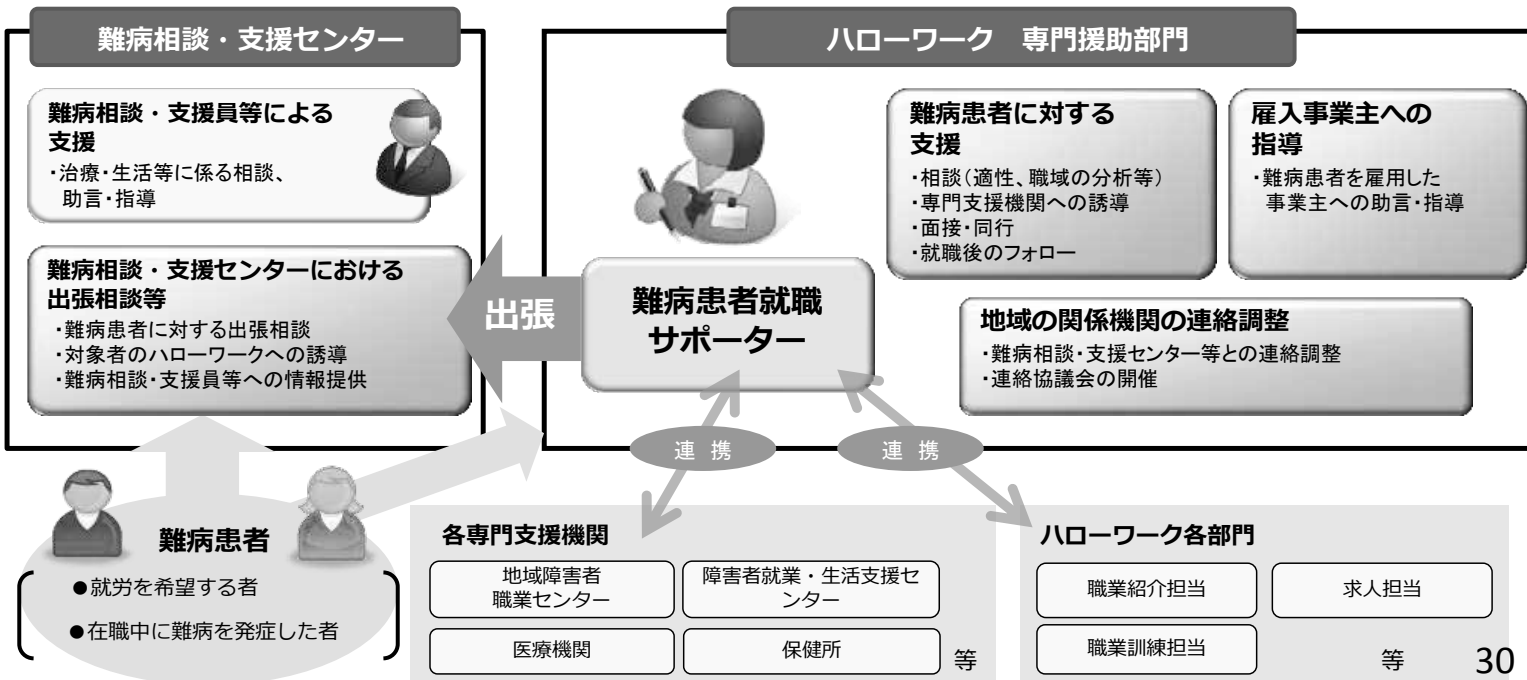 難病相談・支援センター
難病相談・支援員等による
支援
・治療・生活等に係る相談、
助言・指導
難病相談・支援センターにおける
出張相談等
・難病患者に対する出張相談
・対象者のハローワークへの誘導
・難病相談・支援員等への情報提供
出張
ハローワーク　専門援助部門
難病患者就職
サポーター
難病患者に対する
支援
・相談（適性、職域の分析等）
・専門支援機関への誘導
・面接・同行
・就職後のフォロー
雇入事業主への
指導
・難病患者を雇用した
事業主への助言・指導
地域の関係機関の連絡調整
・難病相談・支援センター等との連絡調整
・連絡協議会の開催
連 携
連 携
難病患者
●就労を希望する者
●在職中に難病を発症した者
各専門支援機関
地域障害者
職業センター
障害者就業・生活支援セ
ンター
医療機関
保健所
等
ハローワーク各部門
職業紹介担当
求人担当
職業訓練担当
等
30